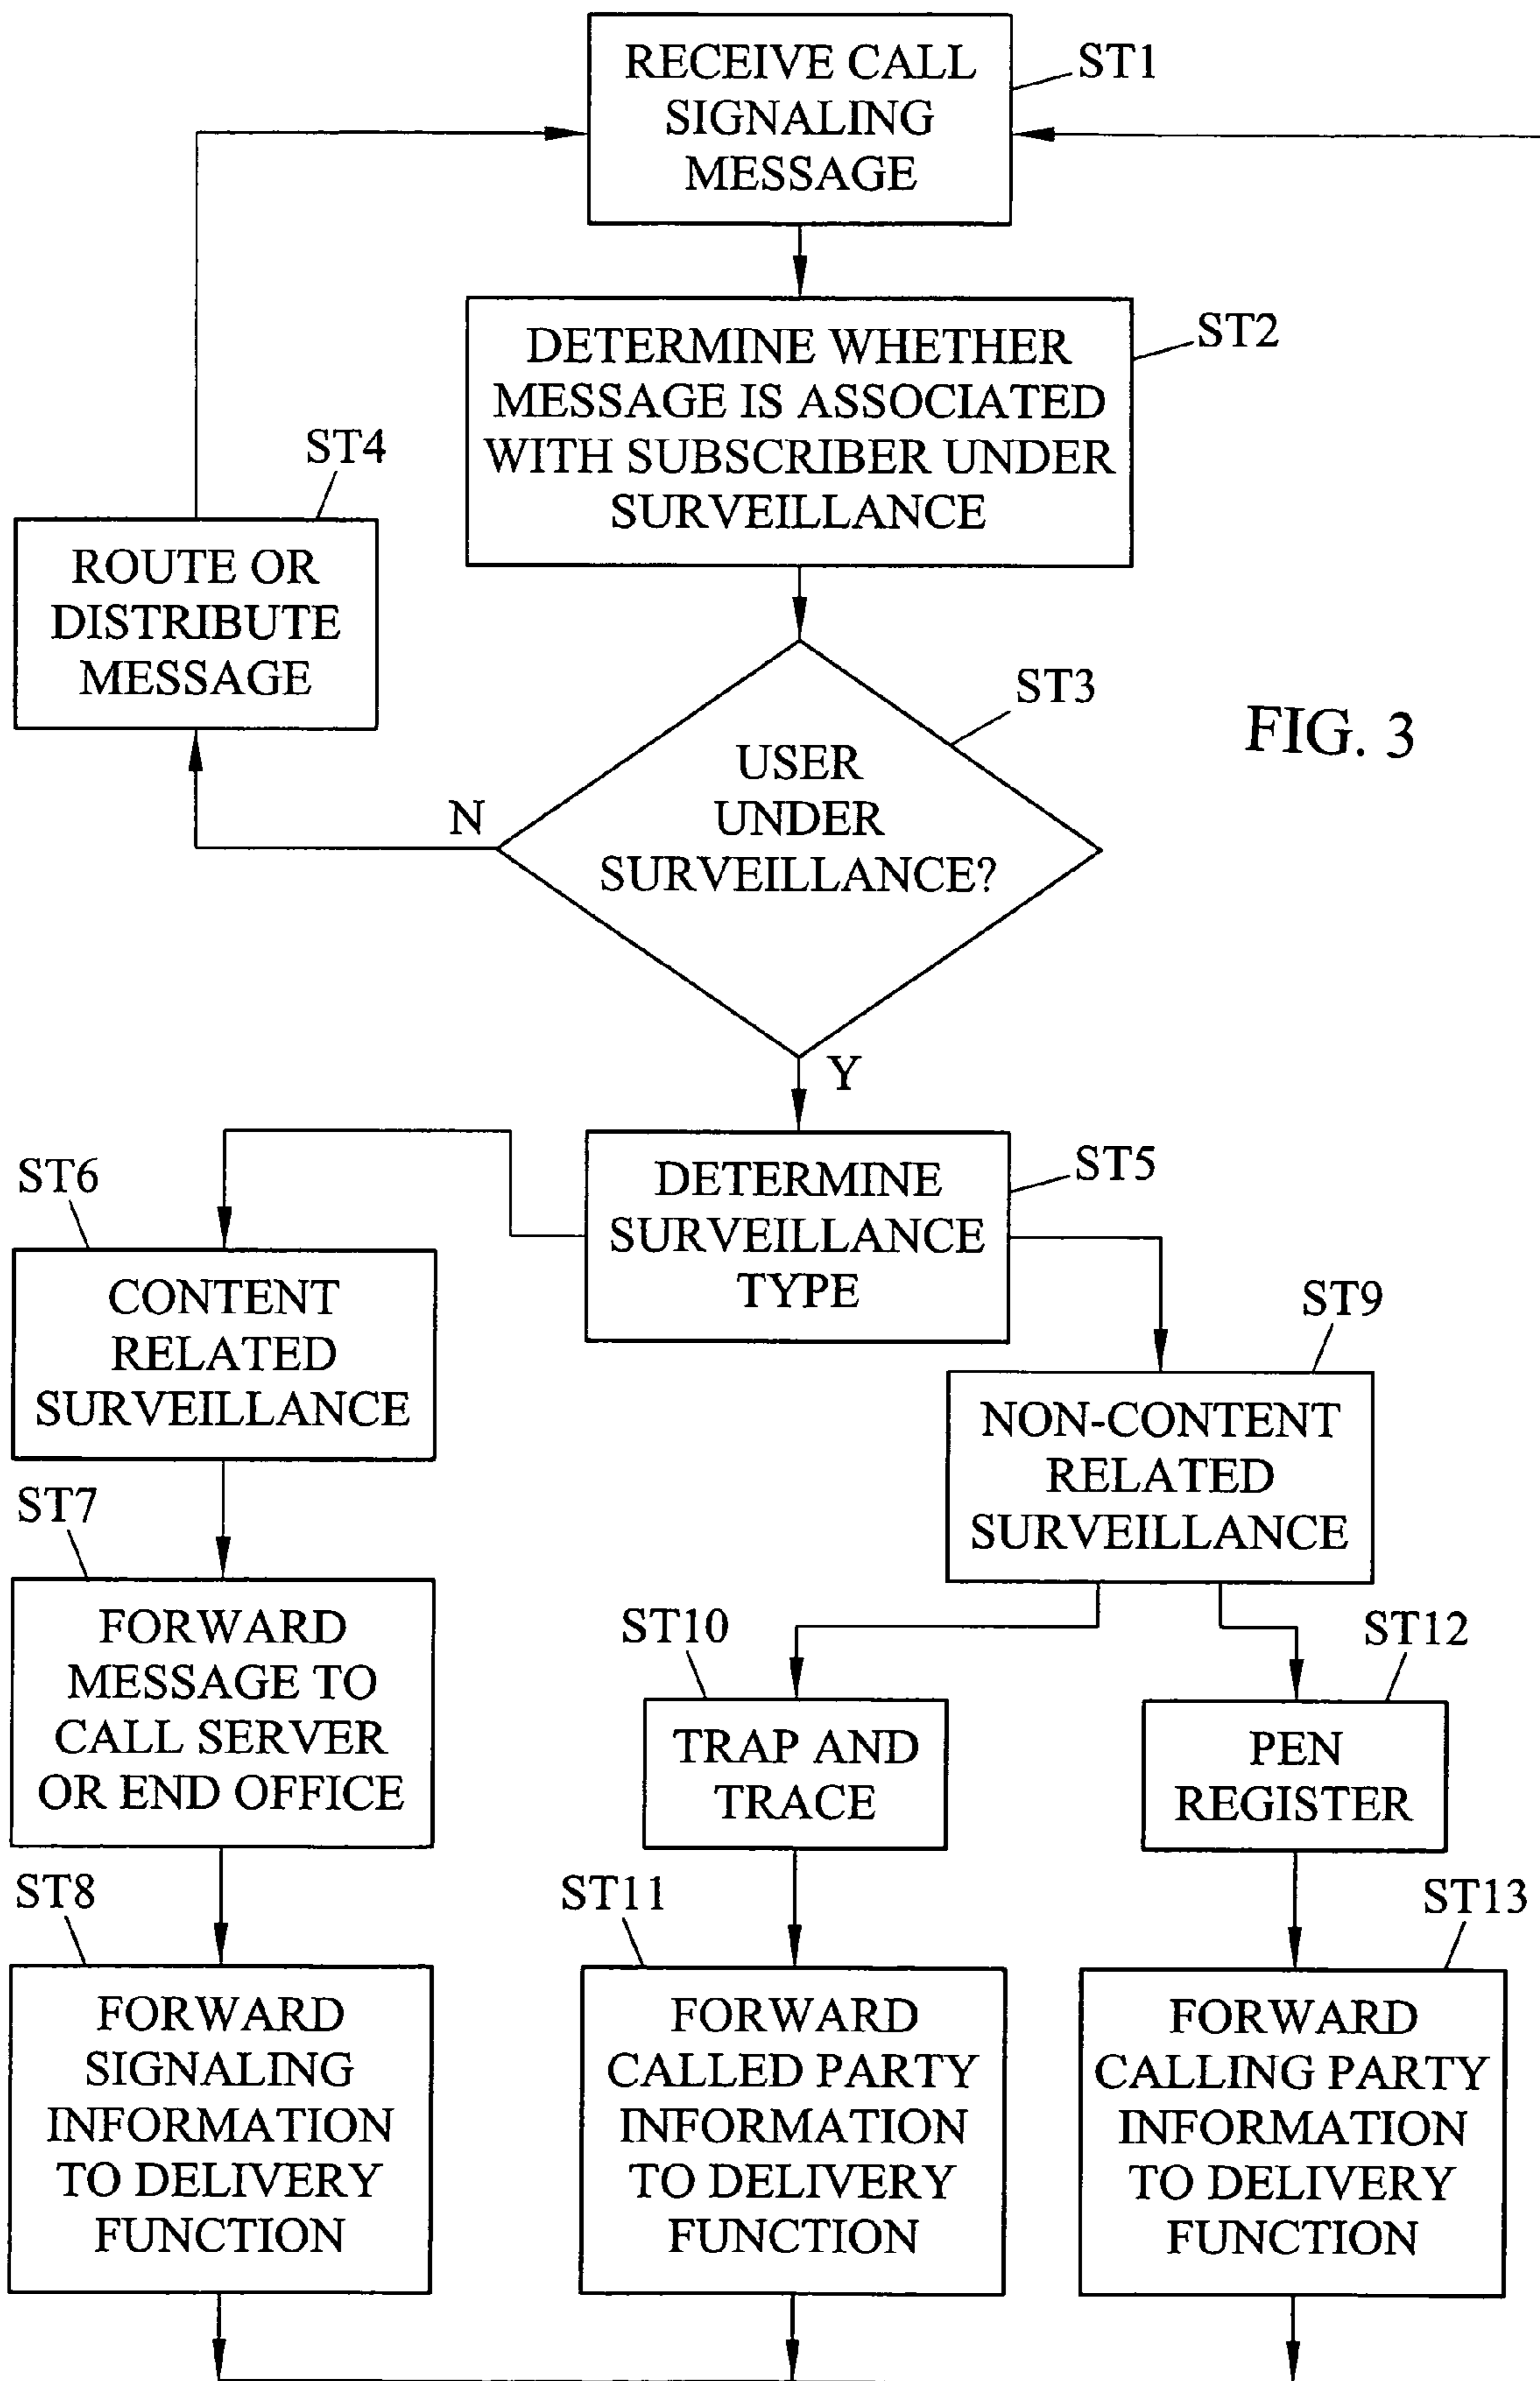 RECEIVE CALL
SIGNALING
MESSAGE
ST1
DETERMINE WHETHER
MESSAGE IS ASSOCIATED
WITH SUBSCRIBER UNDER
SURVEILLANCE
ST2
ST4
ROUTE OR
DISTRIBUTE
MESSAGE
ST3
USER
UNDER
SURVEILLANCE?
N
Y
FIG. 3
DETERMINE
SURVEILLANCE
TYPE
ST5
ST6
CONTENT
RELATED
SURVEILLANCE
ST9
NON-CONTENT
RELATED
SURVEILLANCE
ST7
FORWARD
MESSAGE TO
CALL SERVER
OR END OFFICE
ST10
TRAP AND
TRACE
ST12
PEN
REGISTER
ST8
FORWARD
SIGNALING
INFORMATION
TO DELIVERY
FUNCTION
ST11
FORWARD
CALLED PARTY
INFORMATION
TO DELIVERY
FUNCTION
ST13
FORWARD
CALLING PARTY
INFORMATION
TO DELIVERY
FUNCTION